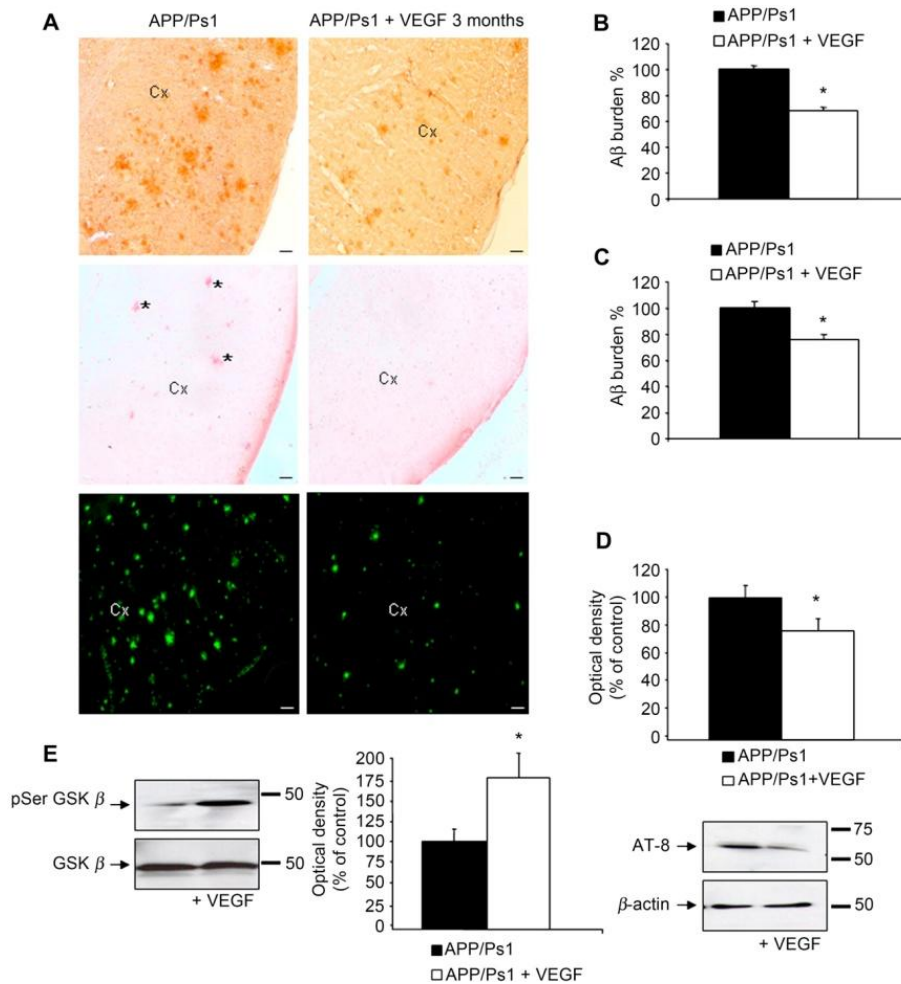 A
APP/Ps1
APP/Ps1 + VEGF 3 months
Cx
Cx
* * *
Cx
Cx
Cx
Cx
B
APP/Ps1
APP/Ps1 + VEGF
Aβ burden %
120
100
80
60
40
20
0
*
C
APP/Ps1
APP/Ps1 + VEGF
Aβ burden %
120
100
80
60
40
20
0
*
D
Optical density
(% of control)
120
100
80
60
40
20
0
*
APP/Ps1
APP/Ps1+VEGF
AT-8
75
50
β-actin
50
+ VEGF
E
pSer GSK β
50
GSK β
50
+ VEGF
Optical density
(% of control)
200
175
150
125
100
75
50
25
0
*
APP/Ps1
APP/Ps1 + VEGF